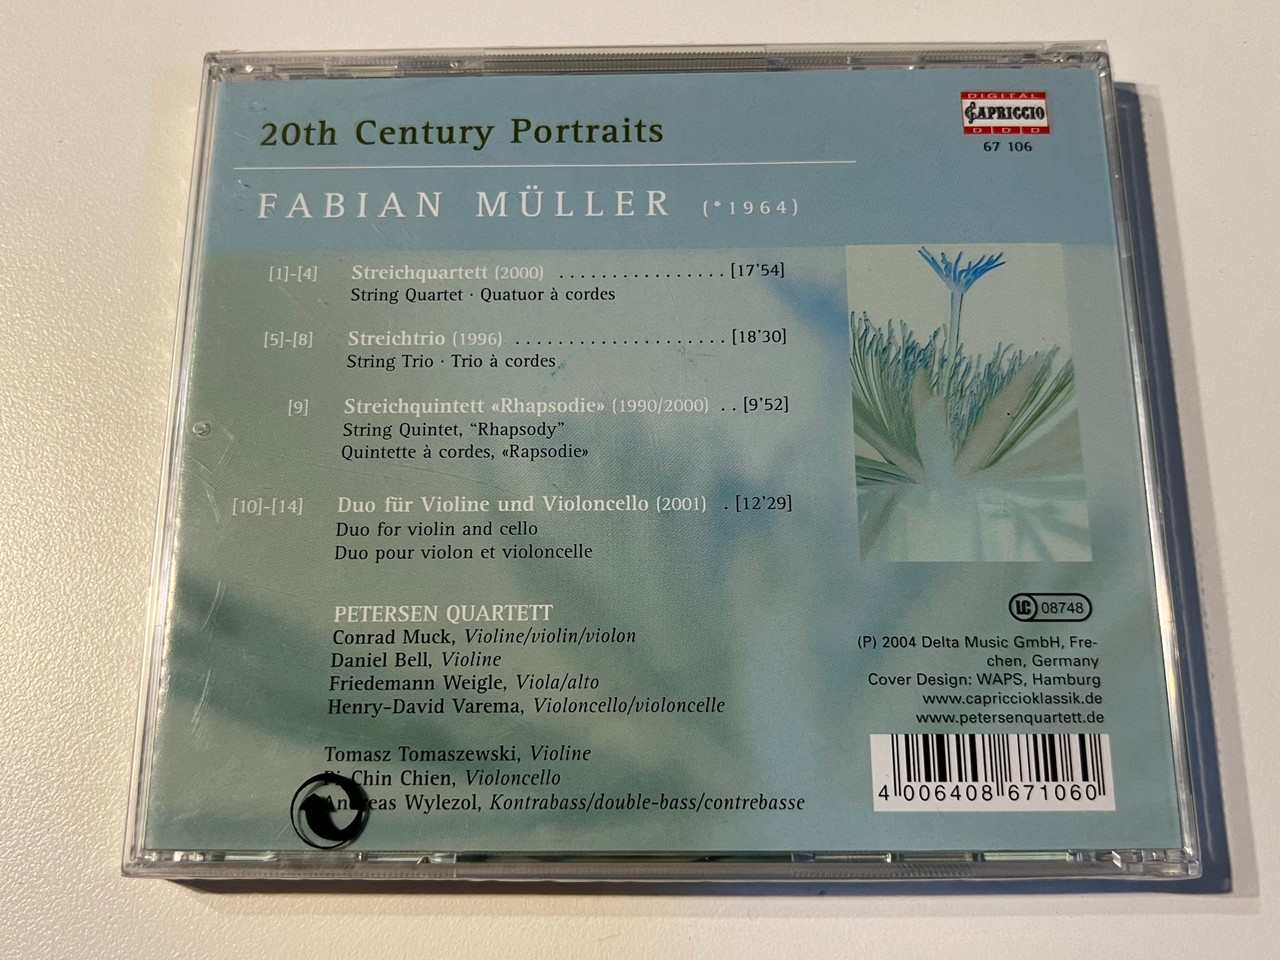 20th Century Portraits
DIGITAL
CAPRICCIO
D D D
67 106
FABIAN MÜLLER (*1964)
[1]-[4] Streichquartett (2000) . . . . . . . . . . . . . . . . [17'54]
String Quartet · Quatuor à cordes
[5]-[8] Streichtrio (1996) . . . . . . . . . . . . . . . . . . . . [18'30]
String Trio · Trio à cordes
[9] Streichquintett «Rhapsodie» (1990/2000) . . [9'52]
String Quintet, “Rhapsody”
Quintette à cordes, «Rapsodie»
[10]-[14] Duo für Violine und Violoncello (2001) . [12'29]
Duo for violin and cello
Duo pour violon et violoncelle
PETERSEN QUARTETT
Conrad Muck, Violine/violin/violon
Daniel Bell, Violine
Friedemann Weigle, Viola/alto
Henry-David Varema, Violoncello/violoncelle
Tomasz Tomaszewski, Violine
Chin Chien, Violoncello
Andreas Wylezol, Kontrabass/double-bass/contrebasse
LC 08748
(P) 2004 Delta Music GmbH, Fre-
chen, Germany
Cover Design: WAPS, Hamburg
www.capriccioklassik.de
www.petersenquartett.de
4 006408 671060